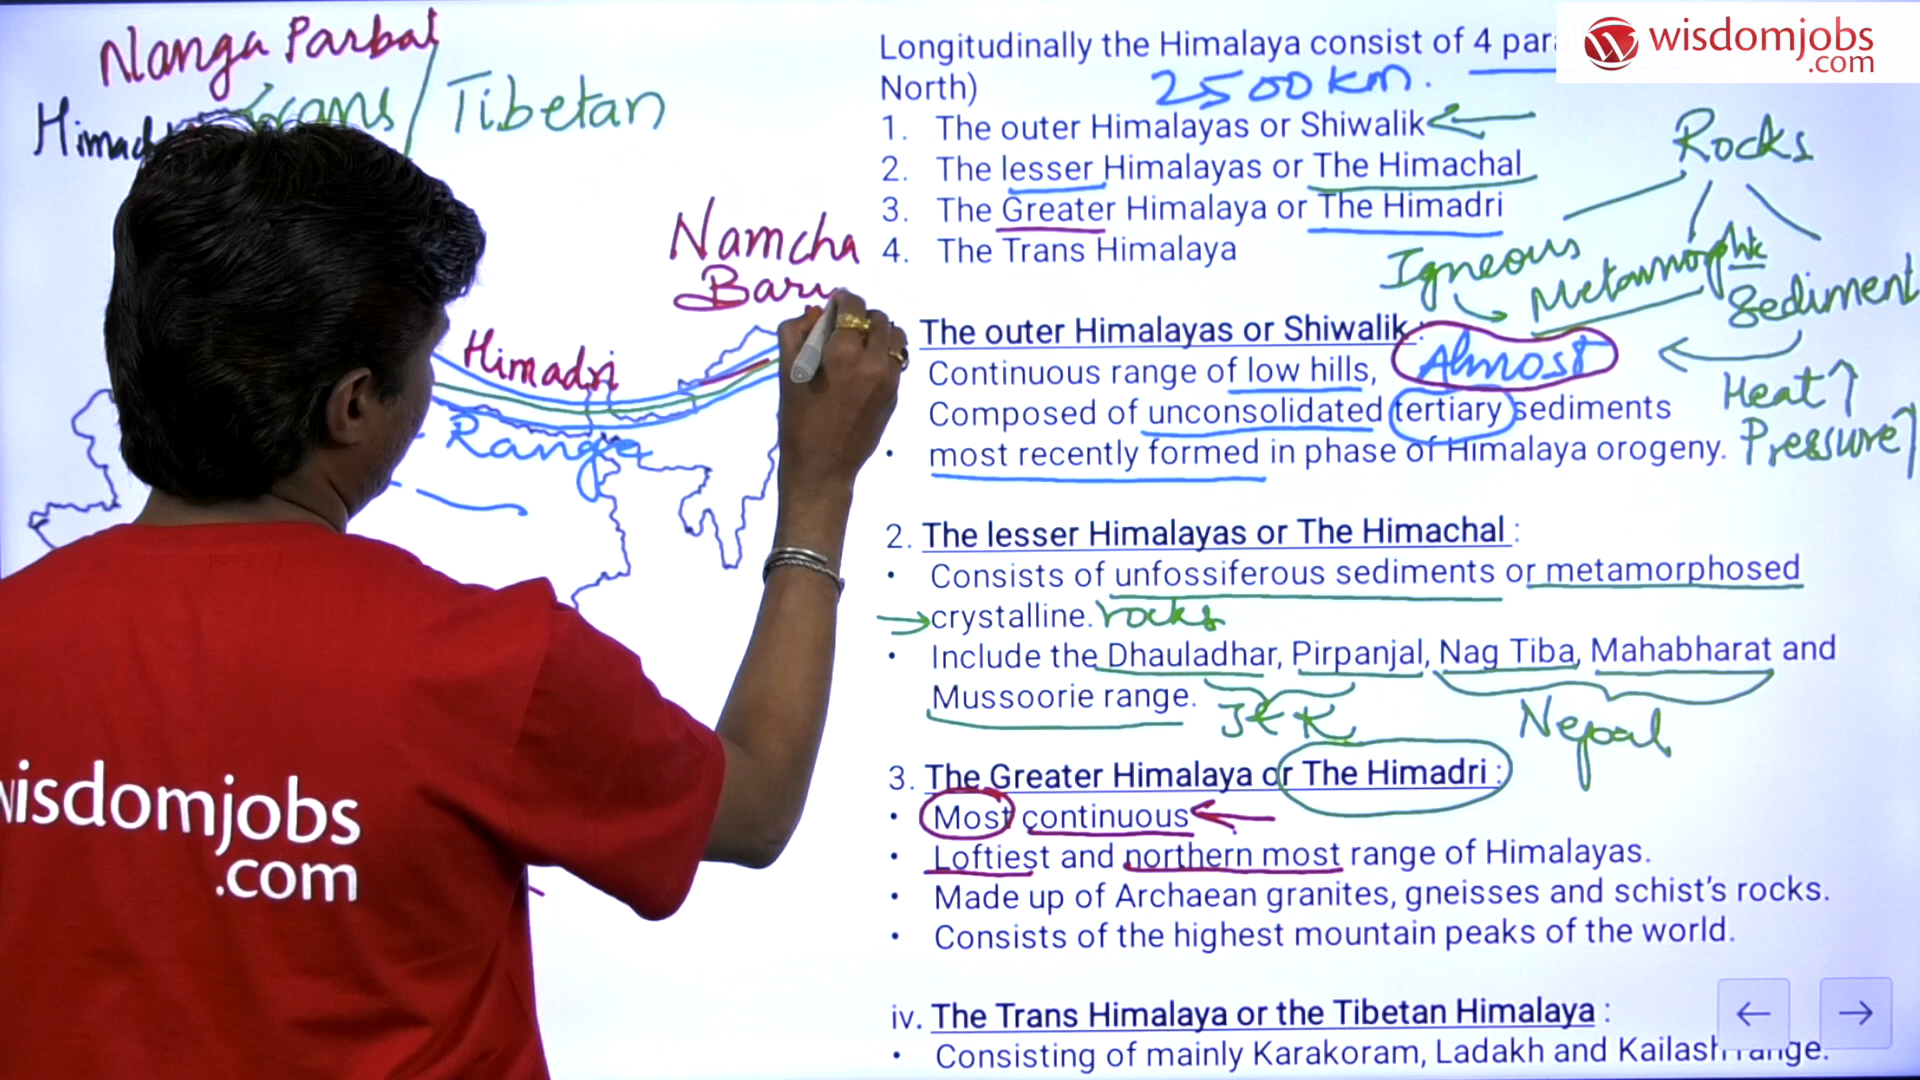 Nanga Parbat
Trans / Tibetan
Namcha
Himadri
Range
wisdomjobs
.com
wisdomjobs
.com
Longitudinally the Himalaya consist of 4
North)
2500 km.
1. The outer Himalayas or Shiwalik
2. The lesser Himalayas or The Himachal
3. The Greater Himalaya or The Himadri
4. The Trans Himalaya
Rocks
Igneous
Metamorphic
Sediment
Heat↑
Pressure↑
The outer Himalayas or Shiwalik :
Continuous range of low hills,
Almost
Composed of unconsolidated tertiary sediments
• most recently formed in phase of Himalaya orogeny.
2. The lesser Himalayas or The Himachal :
• Consists of unfossiferous sediments or metamorphosed
crystalline. rocks
• Include the Dhauladhar, Pirpanjal, Nag Tiba, Mahabharat and
Mussoorie range.
J & K
Nepal
3. The Greater Himalaya or The Himadri :
• Most continuous
• Loftiest and northern most range of Himalayas.
• Made up of Archaean granites, gneisses and schist's rocks.
• Consists of the highest mountain peaks of the world.
iv. The Trans Himalaya or the Tibetan Himalaya :
• Consisting of mainly Karakoram, Ladakh and Kailash range.